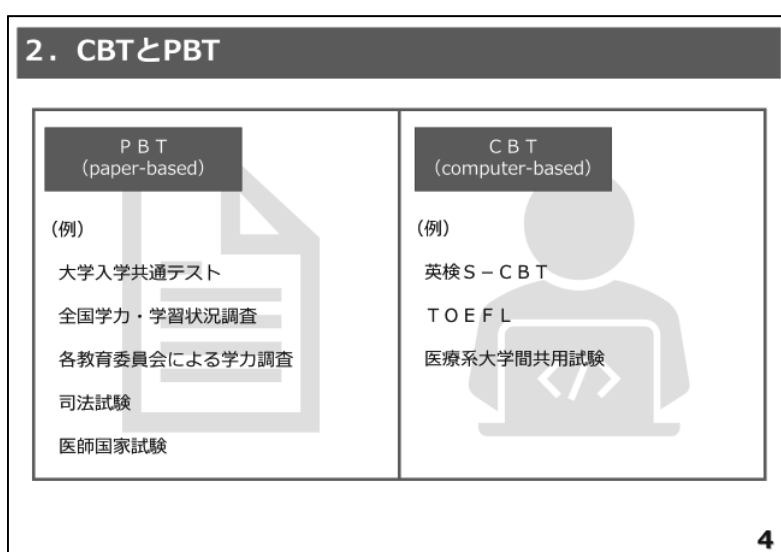 ２．CBTとPBT
ＰＢＴ
（paper-based）
（例）
大学入学共通テスト
全国学力・学習状況調査
各教育委員会による学力調査
司法試験
医師国家試験
ＣＢＴ
（computer-based）
（例）
英検Ｓ－ＣＢＴ
ＴＯＥＦＬ
医療系大学間共用試験
4